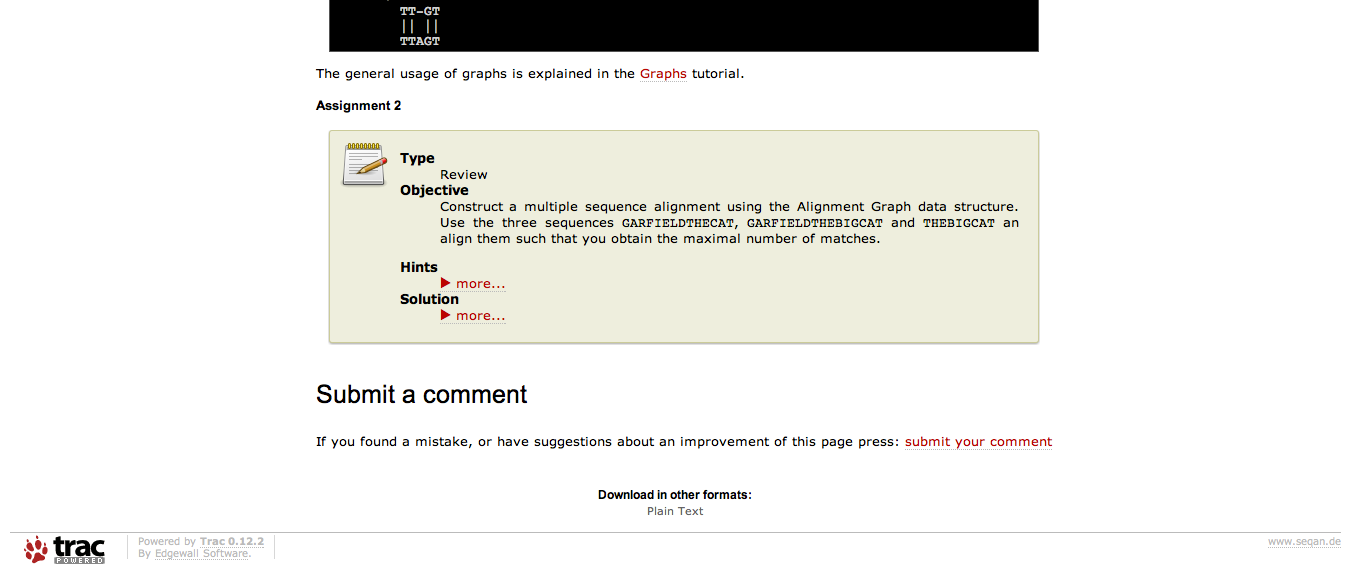 TT-GT
|| ||
TTAGT
The general usage of graphs is explained in the Graphs tutorial.
Assignment 2
Type
Review
Objective
Construct a multiple sequence alignment using the Alignment Graph data structure.
Use the three sequences GARFIELDTHECAT, GARFIELDTHEBIGCAT and THEBIGCAT an
align them such that you obtain the maximal number of matches.
Hints
▶ more...
Solution
▶ more...
Submit a comment
If you found a mistake, or have suggestions about an improvement of this page press: submit your comment
Download in other formats:
Plain Text
trac
POWERED
Powered by Trac 0.12.2
By Edgewall Software.
www.seqan.de